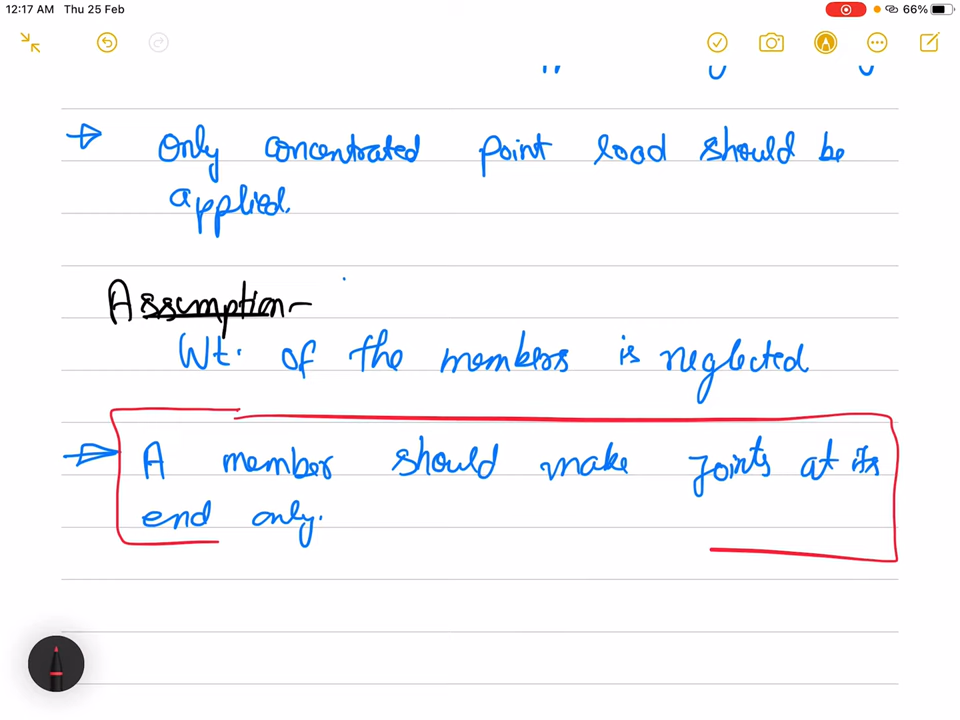 12:17 AM Thu 25 Feb 66%
Only concentrated point load should be
applied.
Assumption-
Wt. of the members is neglected
A member should make joints at its
end only.